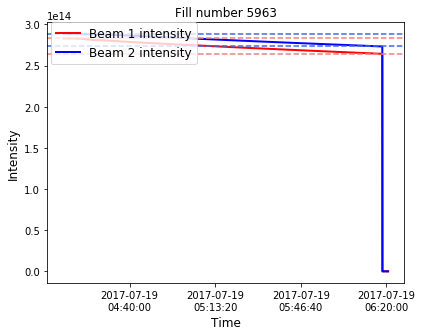 Fill number 5963
1e14
Beam 1 intensity
Beam 2 intensity
3.0
2.5
2.0
1.5
1.0
0.5
0.0
Intensity
2017-07-19 2017-07-19 2017-07-19 2017-07-19
04:40:00 05:13:20 05:46:40 06:20:00
Time